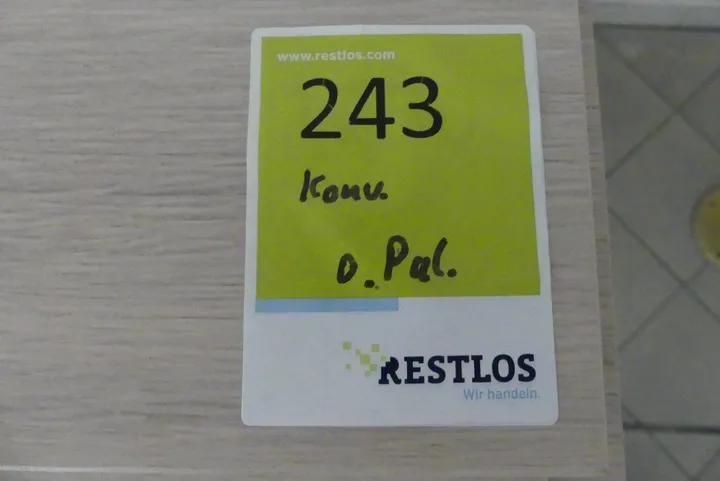 www.restlos.com
243
Konv.
o. Pal.
RESTLOS
Wir handeln.